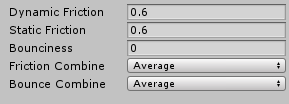 Dynamic Friction 0.6
Static Friction 0.6
Bounciness 0
Friction Combine Average
Bounce Combine Average